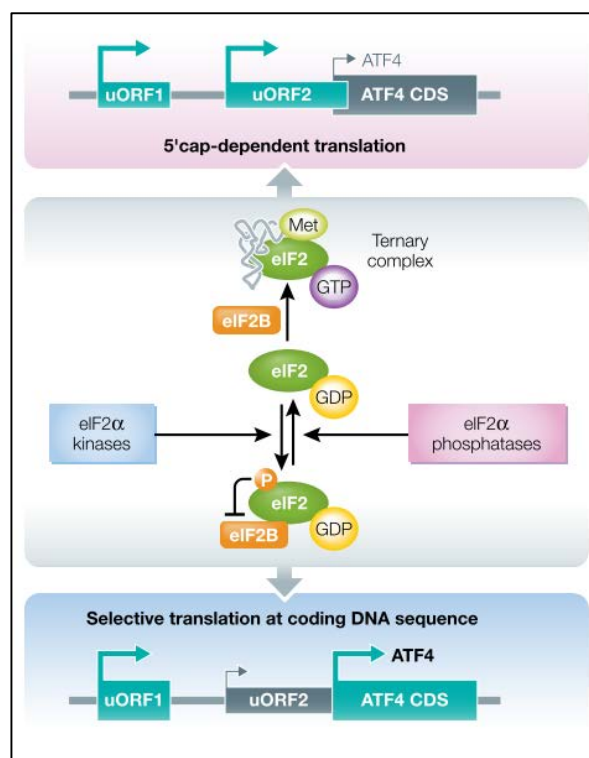 ATF4
uORF1
uORF2
ATF4 CDS
5'cap-dependent translation
Met
eIF2
Ternary
complex
GTP
eIF2B
eIF2
GDP
eIF2α
kinases
eIF2α
phosphatases
P
eIF2
eIF2B
GDP
Selective translation at coding DNA sequence
ATF4
uORF1
uORF2
ATF4 CDS